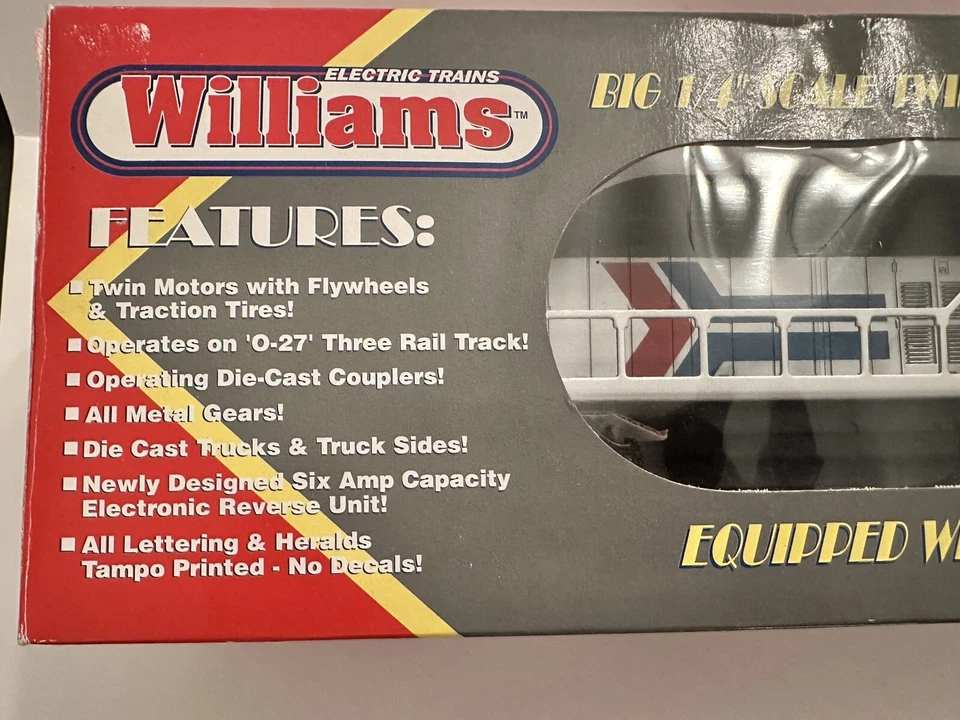 ELECTRIC TRAINS
Williams™
BIG 1/4" SCALE
FEATURES:
Twin Motors with Flywheels
& Traction Tires!
Operates on 'O-27' Three Rail Track!
Operating Die-Cast Couplers!
All Metal Gears!
Die Cast Trucks & Truck Sides!
Newly Designed Six Amp Capacity
Electronic Reverse Unit!
All Lettering & Heralds
Tampo Printed - No Decals!
EQUIPPED